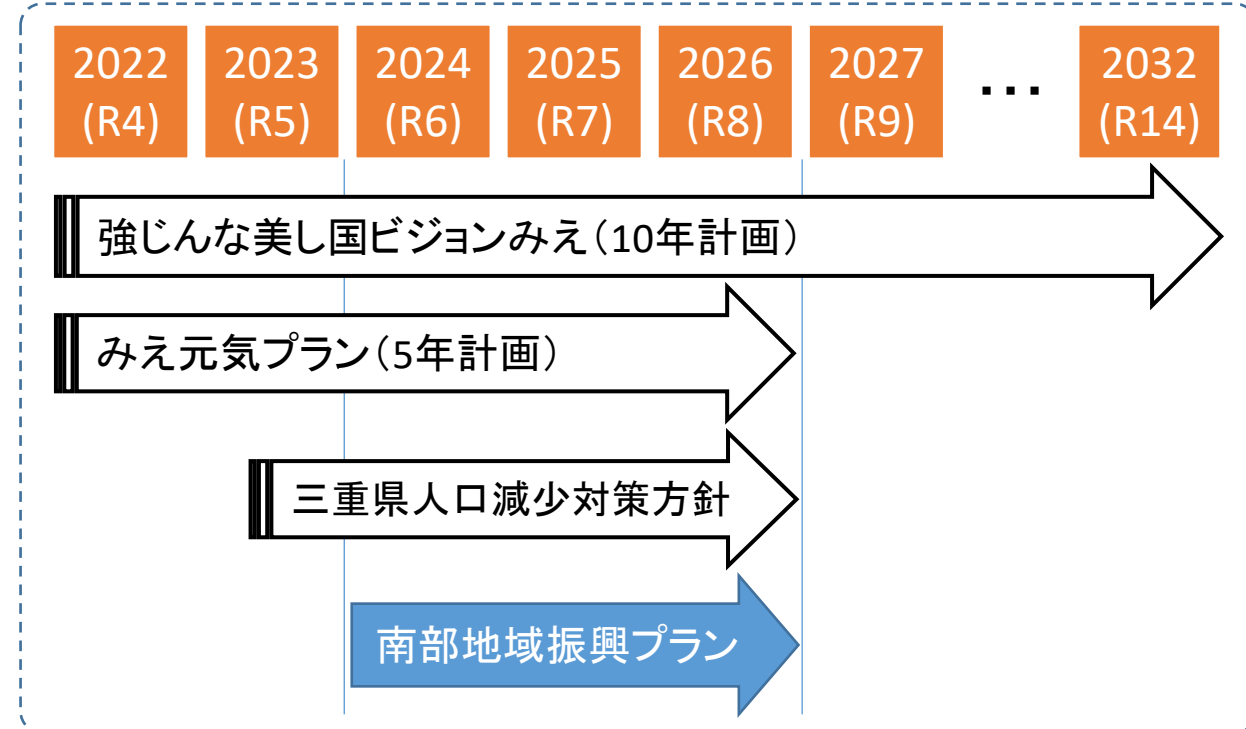 2022 2023 2024 2025 2026 2027 ... 2032
(R4) (R5) (R6) (R7) (R8) (R9) (R14)
強じんな美し国ビジョンみえ（10年計画）
みえ元気プラン（5年計画）
三重県人口減少対策方針
南部地域振興プラン